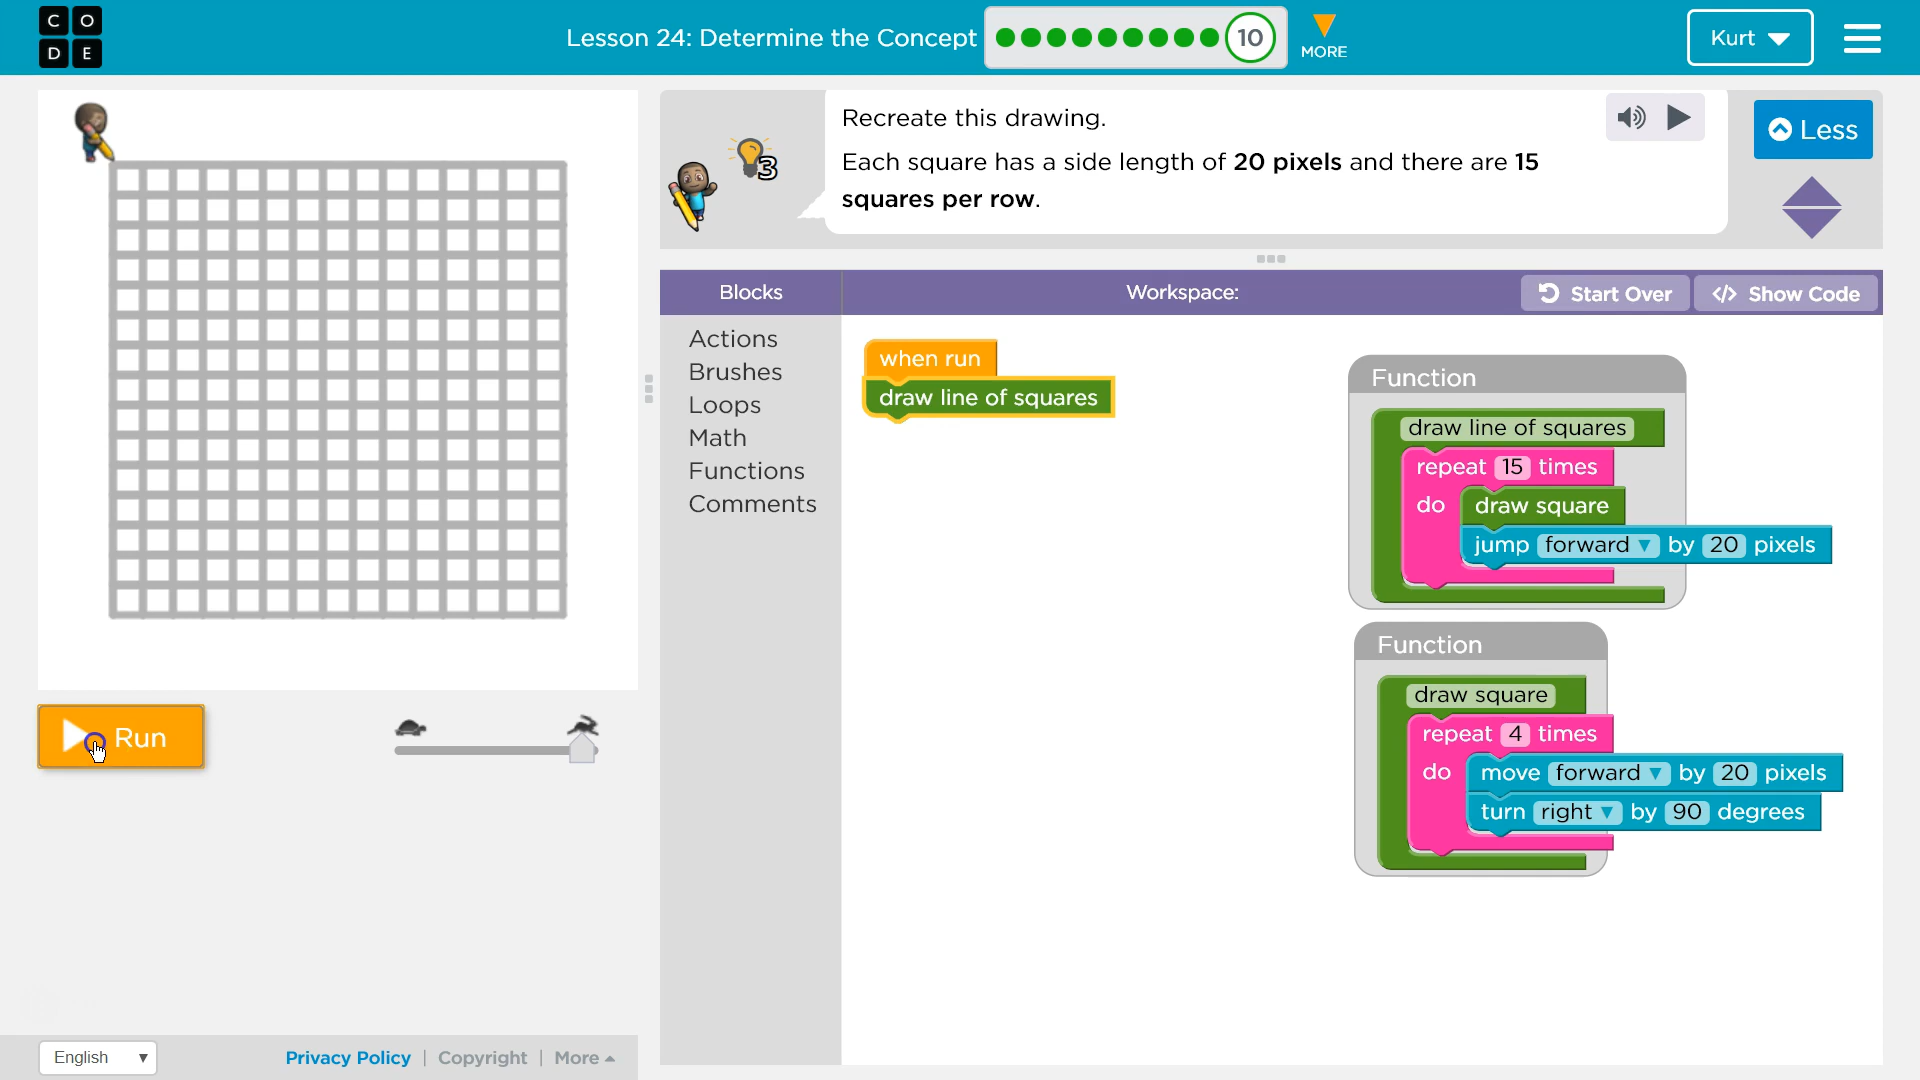 C O
D E
Lesson 24: Determine the Concept
10
MORE
Kurt
3
Recreate this drawing.
Each square has a side length of 20 pixels and there are 15
squares per row.
Less
Blocks
Workspace:
Start Over
</> Show Code
Actions
Brushes
Loops
Math
Functions
Comments
when run
draw line of squares
Function
draw line of squares
repeat 15 times
do draw square
jump forward by 20 pixels
Function
draw square
repeat 4 times
do move forward by 20 pixels
turn right by 90 degrees
Run
English
Privacy Policy | Copyright | More